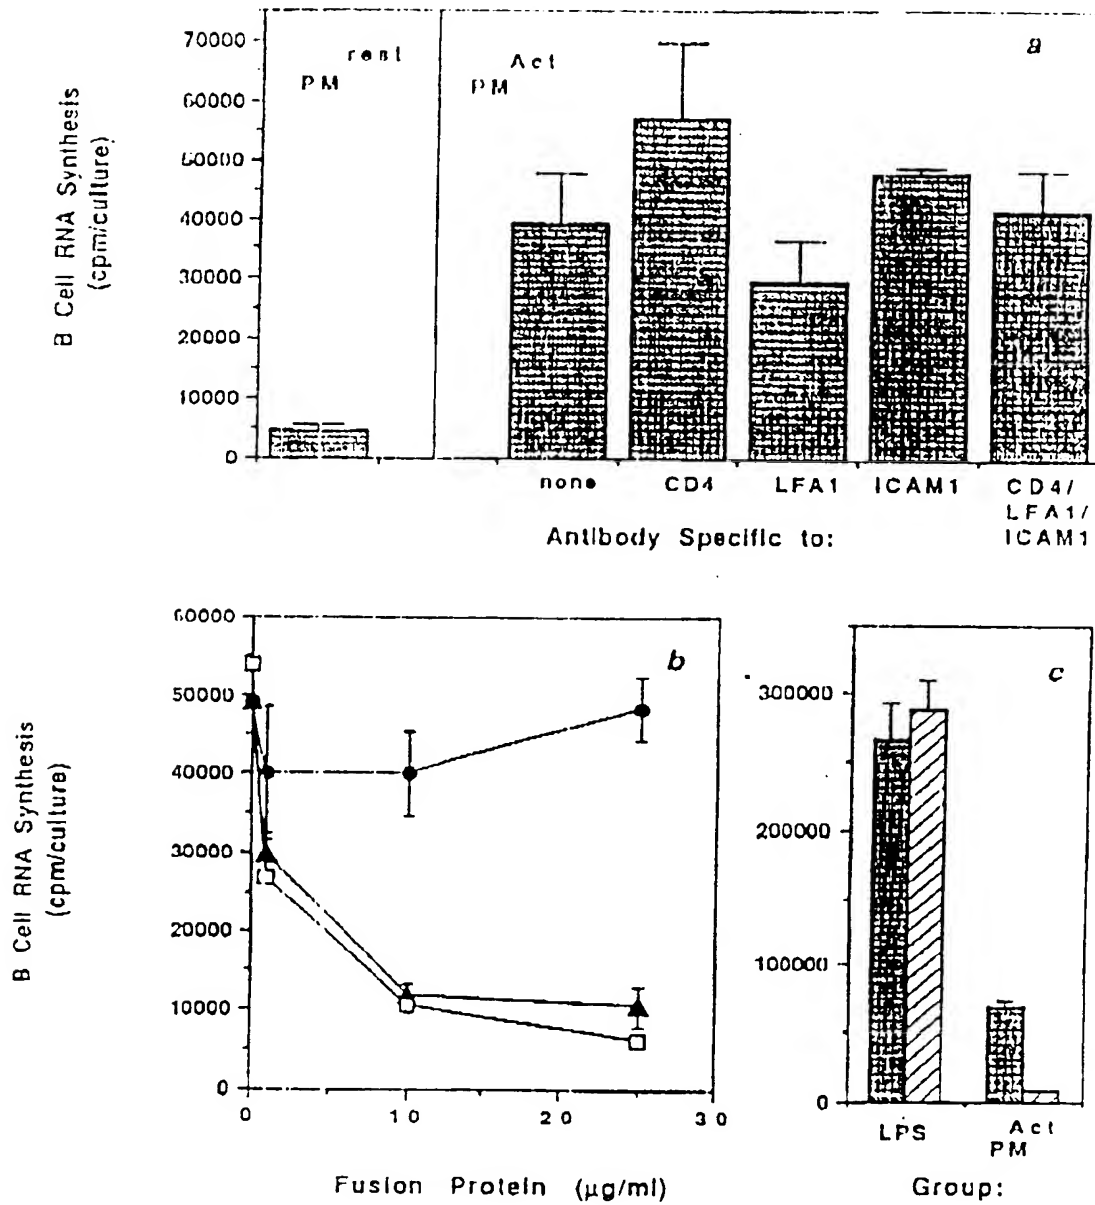 a
70000
60000
50000
40000
30000
20000
10000
0
B Cell RNA Synthesis
(cpm/culture)
PM rest
PM Act
none CD4 LFA1 ICAM1 CD4/
LFA1/
ICAM1
Antibody Specific to:
b
60000
50000
40000
30000
20000
10000
0
B Cell RNA Synthesis
(cpm/culture)
0 10 20 30
Fusion Protein (µg/ml)
c
300000
200000
100000
0
LPS PM Act
Group: